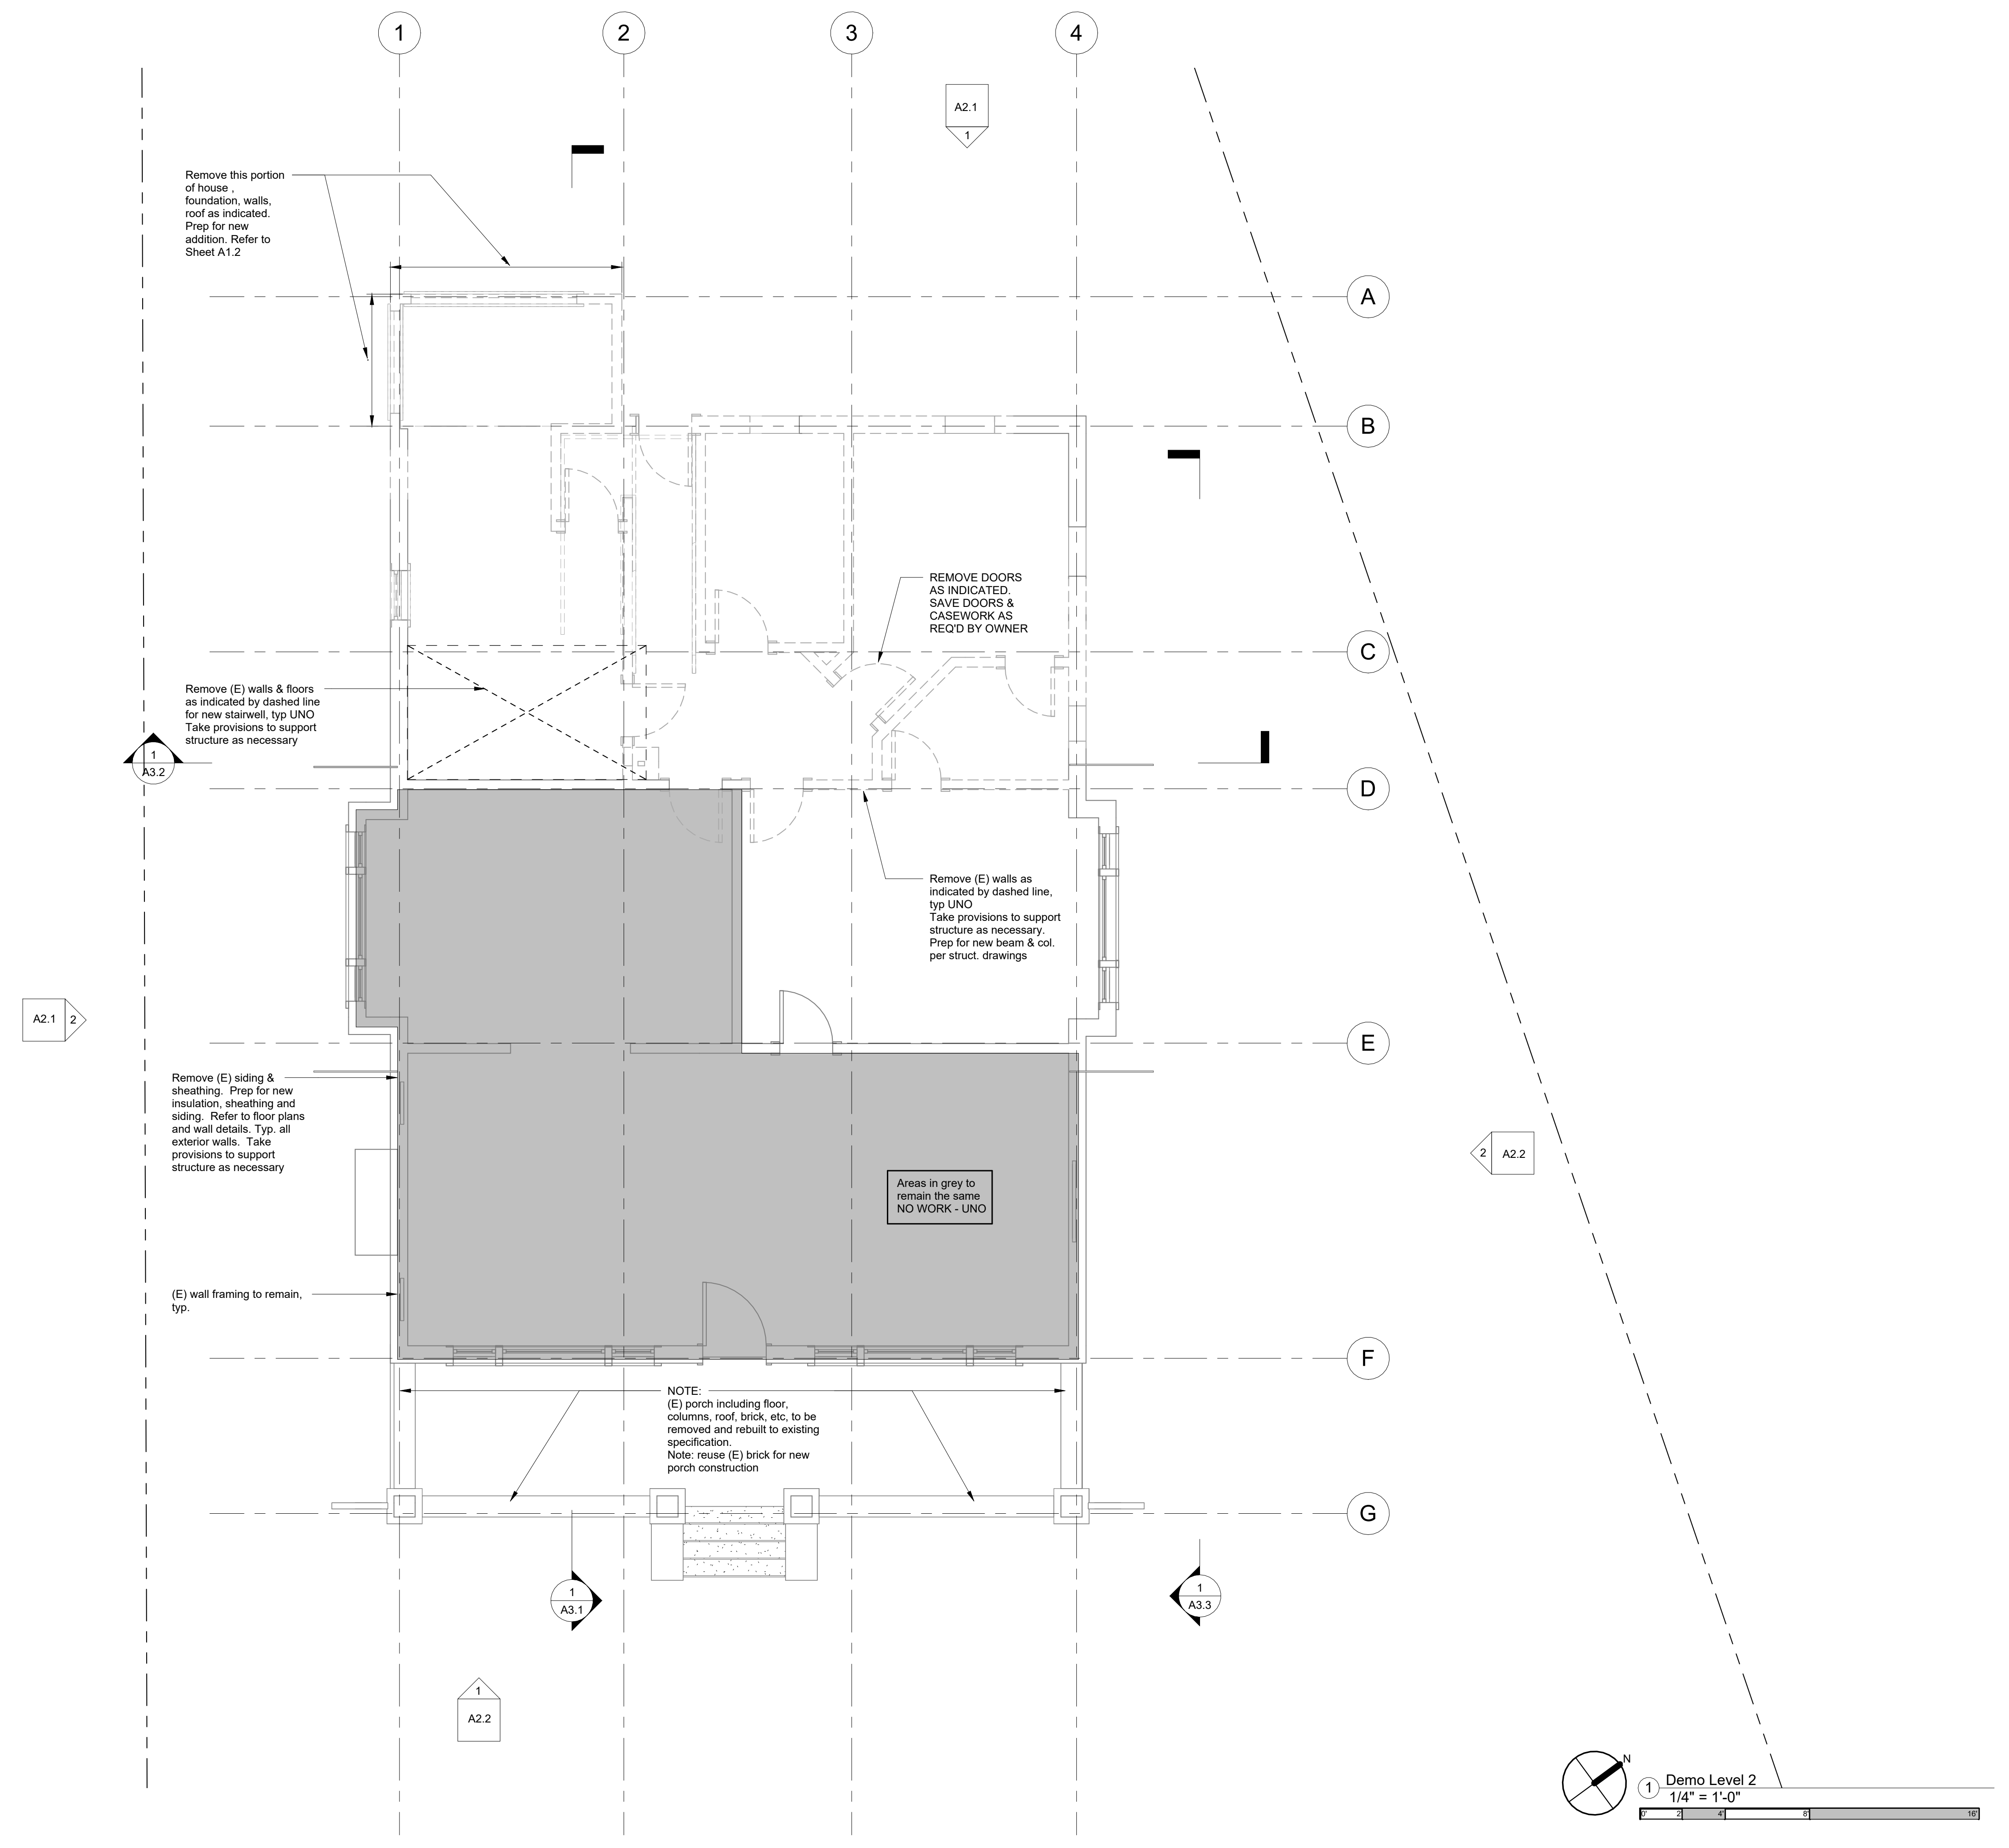 1
2
3
4
A2.1
1
Remove this portion
of house ,
foundation, walls,
roof as indicated.
Prep for new
addition. Refer to
Sheet A1.2
A
B
REMOVE DOORS
AS INDICATED.
SAVE DOORS &
CASEWORK AS
REQ'D BY OWNER
C
Remove (E) walls & floors
as indicated by dashed line
for new stairwell, typ UNO
Take provisions to support
structure as necessary
1
A3.2
D
Remove (E) walls as
indicated by dashed line,
typ UNO
Take provisions to support
structure as necessary.
Prep for new beam & col.
per struct. drawings
A2.1 2
E
Remove (E) siding &
sheathing. Prep for new
insulation, sheathing and
siding. Refer to floor plans
and wall details. Typ. all
exterior walls. Take
provisions to support
structure as necessary
2 A2.2
Areas in grey to
remain the same
NO WORK - UNO
(E) wall framing to remain,
typ.
F
NOTE:
(E) porch including floor,
columns, roof, brick, etc, to be
removed and rebuilt to existing
specification.
Note: reuse (E) brick for new
porch construction
G
1
A3.1
1
A3.3
1
A2.2
N
1 Demo Level 2
1/4" = 1'-0"
0' 2' 4' 8' 16'